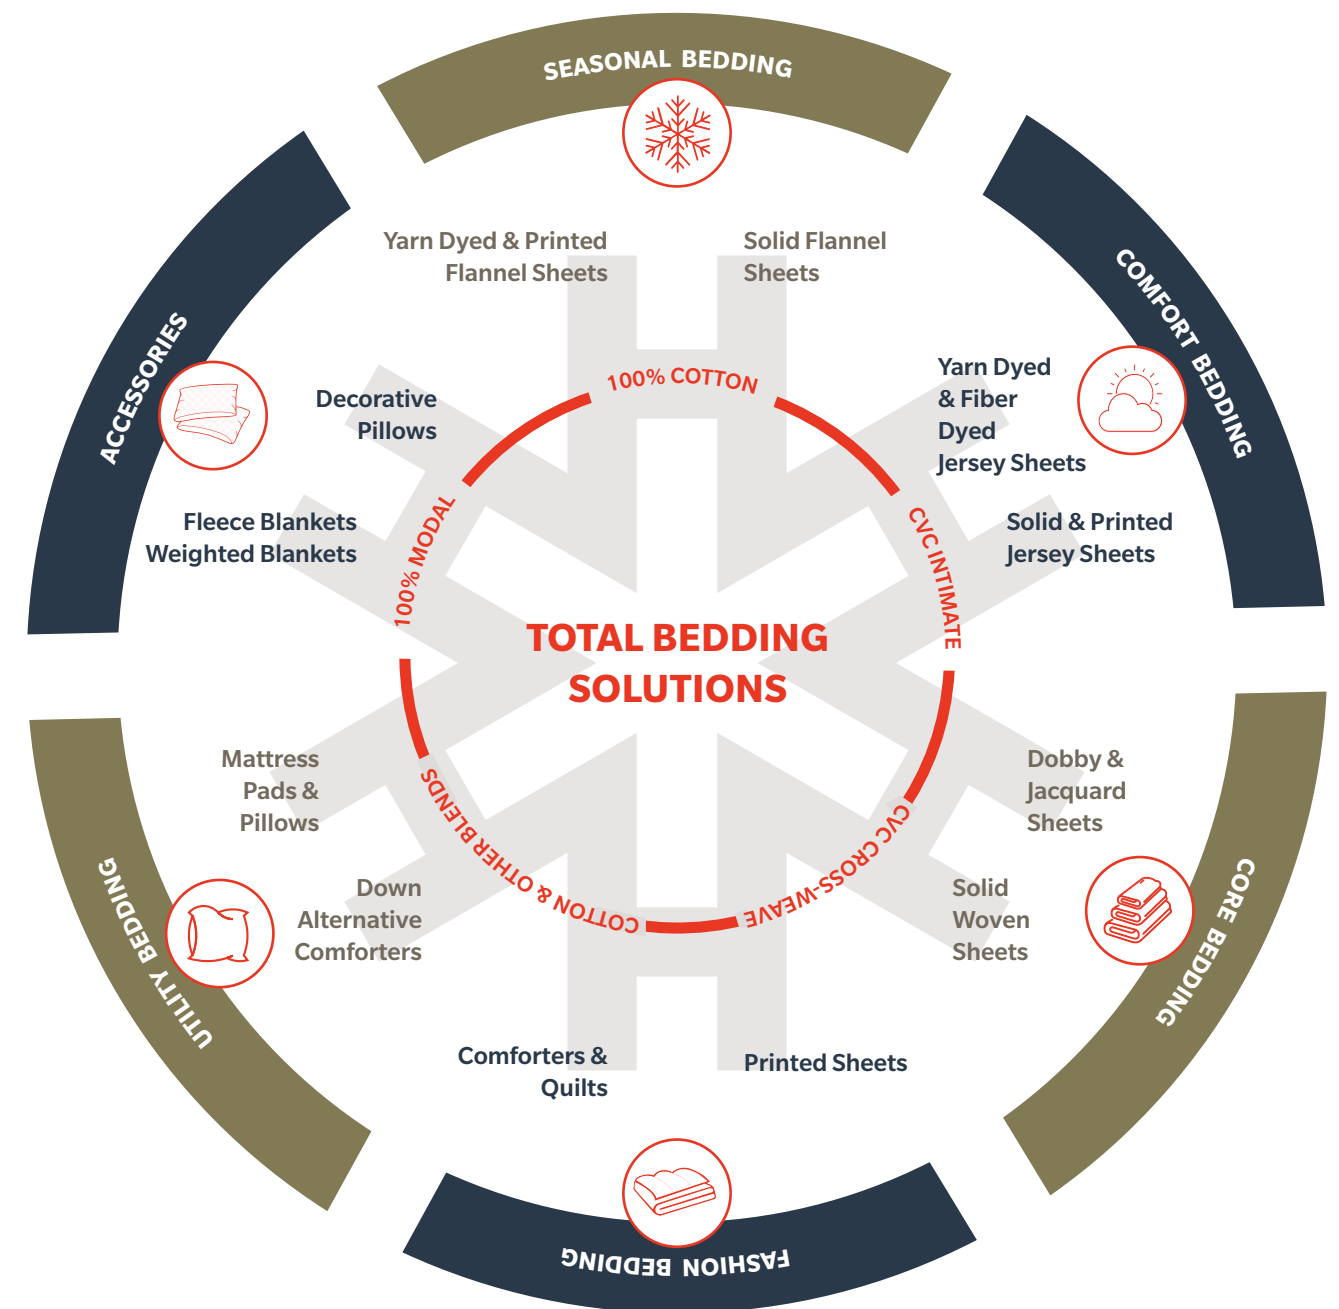 SEASONAL BEDDING
Yarn Dyed & Printed
Flannel Sheets
Solid Flannel
Sheets
COMFORT BEDDING
Yarn Dyed
& Fiber
Dyed
Jersey Sheets
Solid & Printed
Jersey Sheets
ACCESSORIES
Decorative
Pillows
Fleece Blankets
Weighted Blankets
100% COTTON
CVC INTIMATE
100% MODAL
TOTAL BEDDING
SOLUTIONS
COTTON & OTHER BLENDS
CVC CROSS-WEAVE
Mattress
Pads &
Pillows
Down
Alternative
Comforters
UTILITY BEDDING
Dobby &
Jacquard
Sheets
Solid
Woven
Sheets
CORE BEDDING
Comforters &
Quilts
Printed Sheets
FASHION BEDDING